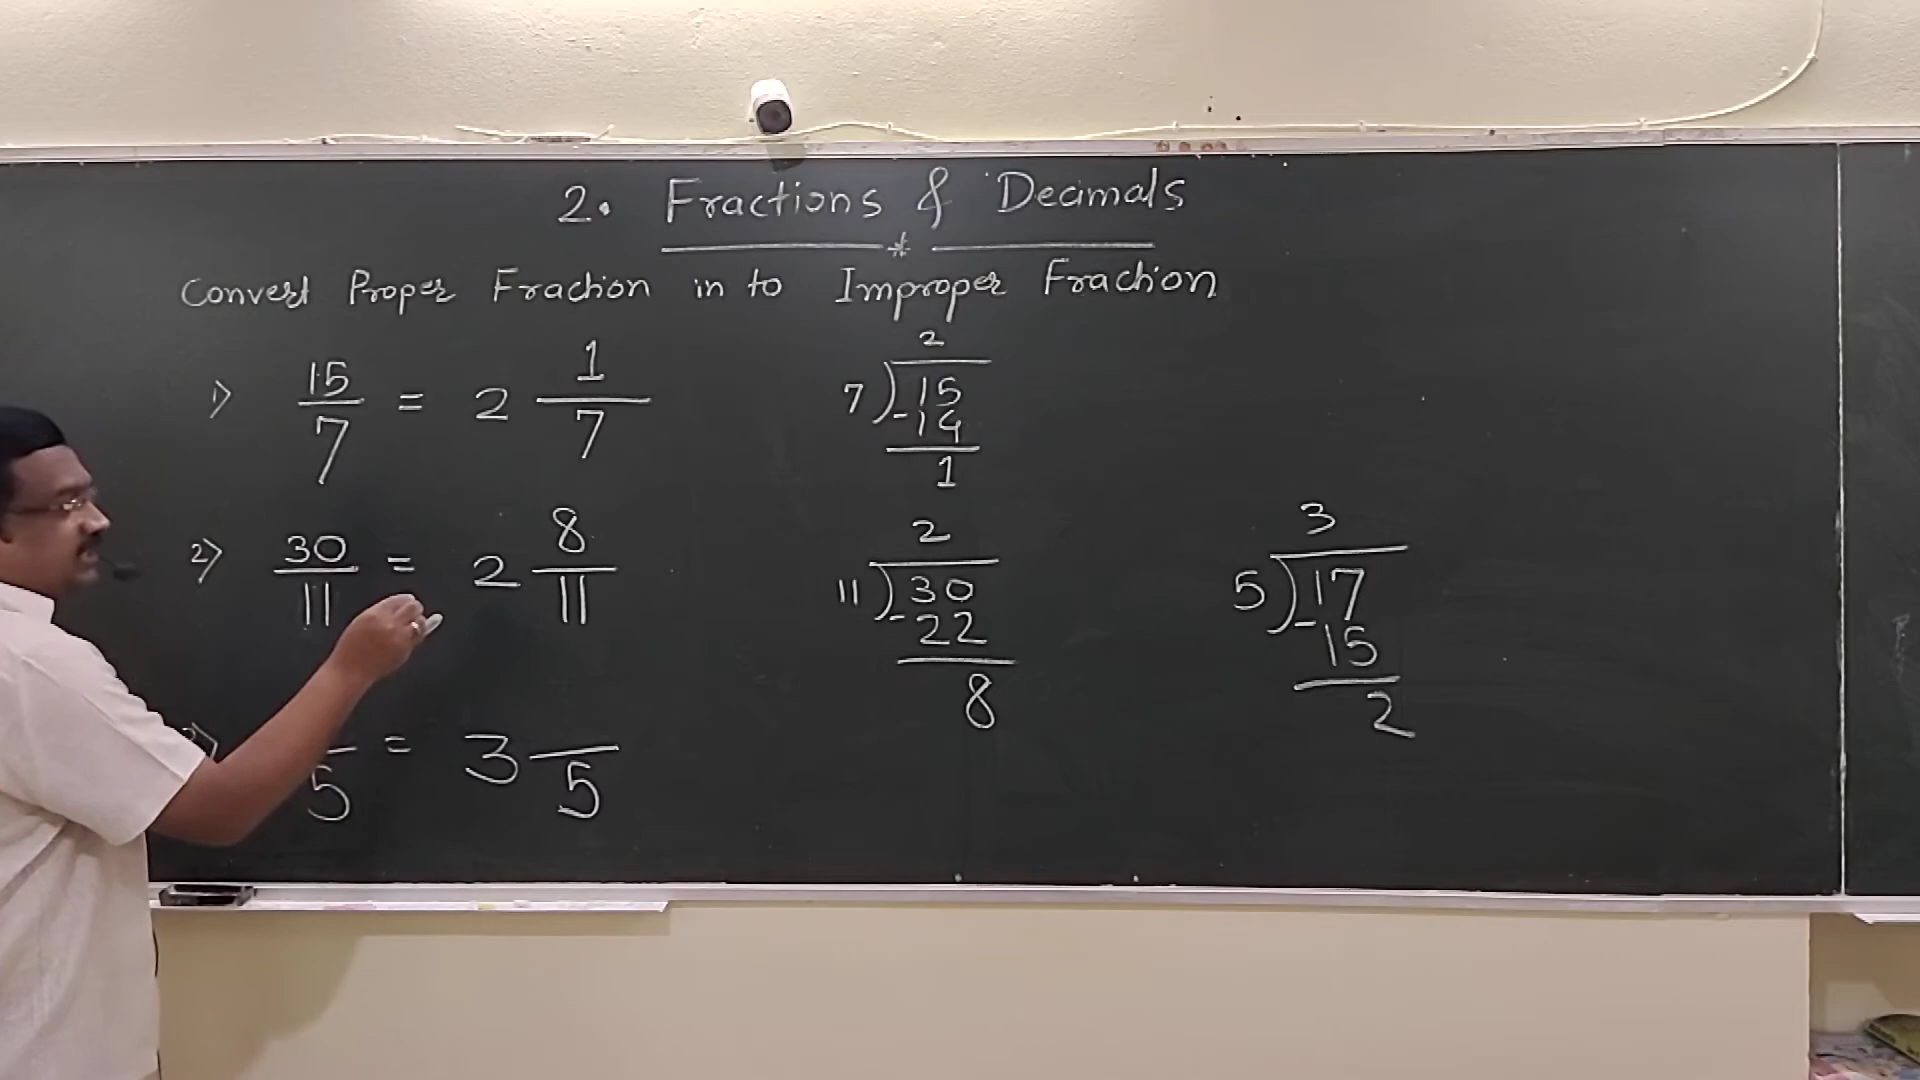 2. Fractions & Decimals
*
Convert Proper Fraction in to Improper Fraction
1) 15/7 = 2 1/7
2
7)15
-14
1
2) 30/11 = 2 8/11
2
11)30
-22
8
3
5)17
-15
2
/5 = 3 /5